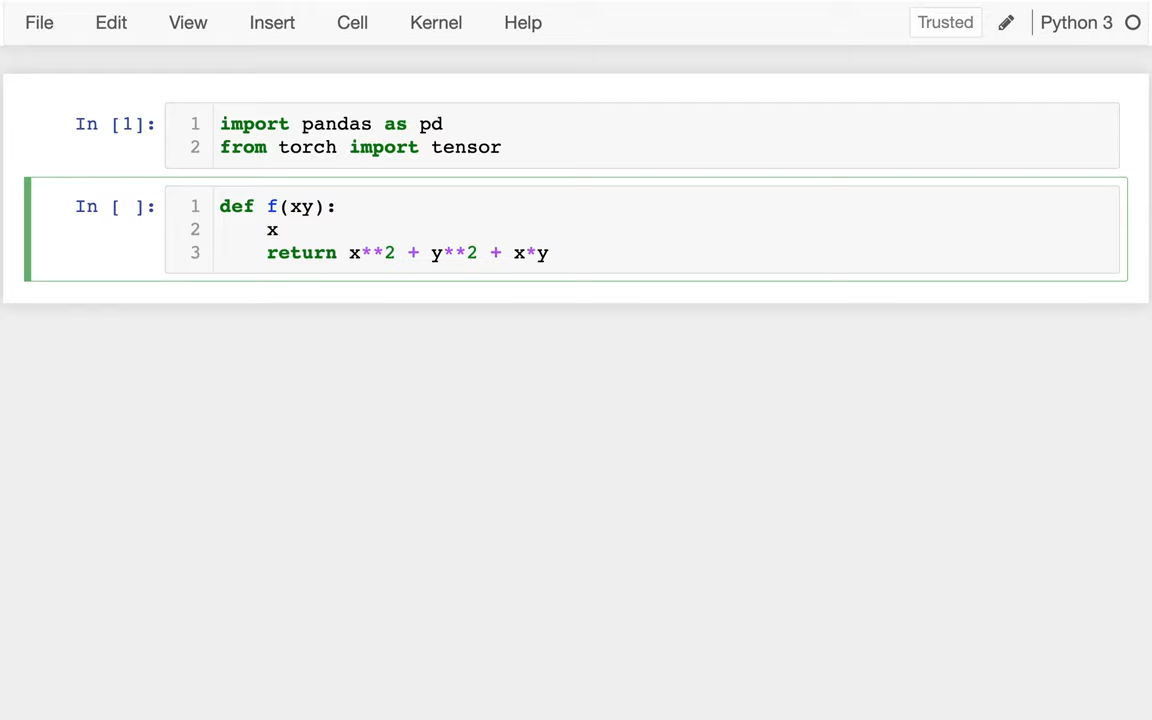 File Edit View Insert Cell Kernel Help Trusted Python 3
In [1]: 1 import pandas as pd
2 from torch import tensor
In [ ]: 1 def f(xy):
2     x
3     return x**2 + y**2 + x*y